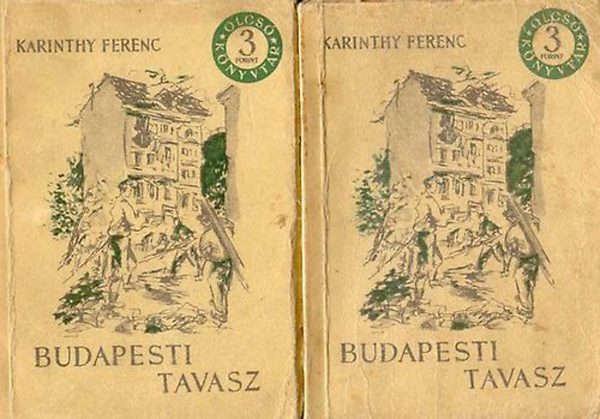 KARINTHY FERENC
OLCSÓ KÖNYVTÁR
3
FORINT
BUDAPESTI
TAVASZ
KARINTHY FERENC
OLCSÓ KÖNYVTÁR
3
FORINT
BUDAPESTI
TAVASZ